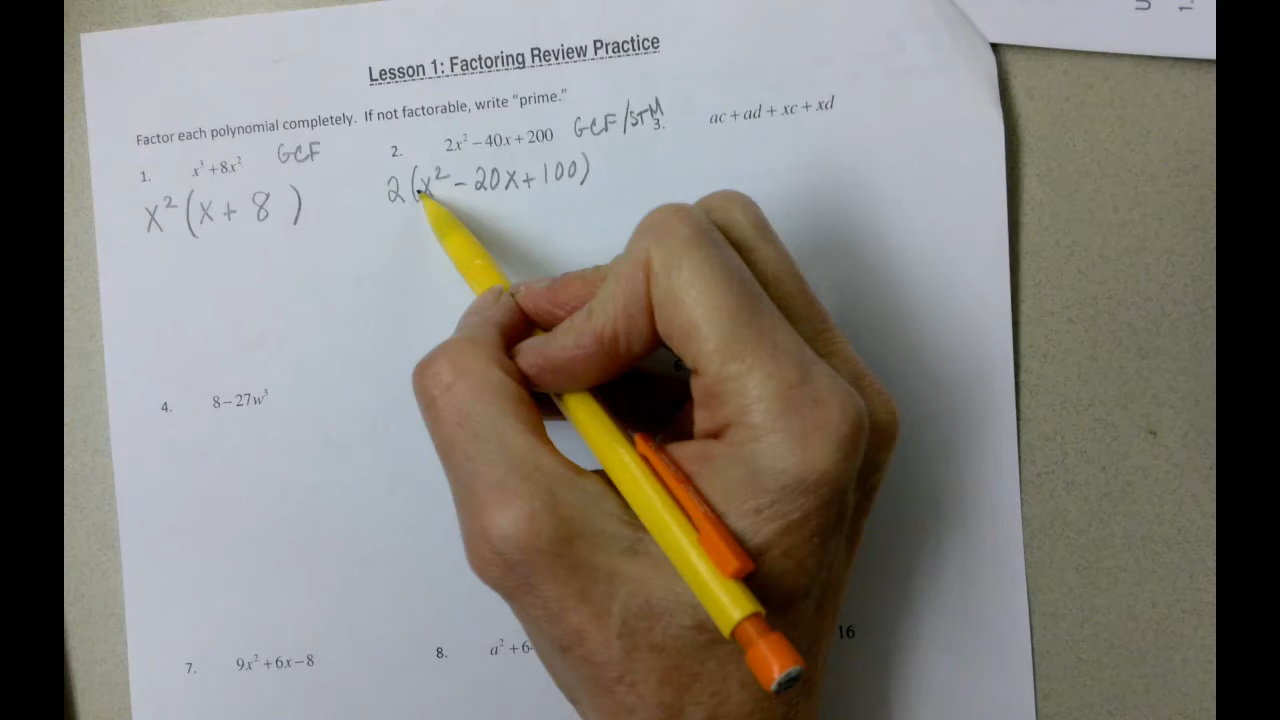 Lesson 1: Factoring Review Practice
Factor each polynomial completely. If not factorable, write “prime.”
1. x³ + 8x² GCF
x² (x + 8 )
2. 2x² − 40x + 200 GCF/STM
2(x² − 20x + 100)
3. ac + ad + xc + xd
4. 8 − 27w³
7. 9x² + 6x − 8
8. a² + 6
16